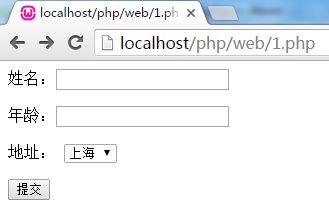 localhost/php/web/1.ph
localhost/php/web/1.php
姓名：
年龄：
地址： 上海
提交